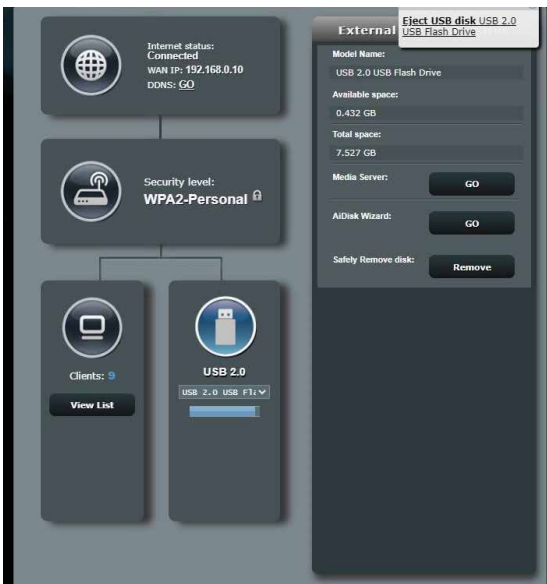 Internet status:
Connected
WAN IP: 192.168.0.10
DDNS: GO
Security level:
WPA2-Personal
Clients: 9
View List
USB 2.0
USB 2.0 USB Fl
External
Eject USB disk USB 2.0
USB Flash Drive
Model Name:
USB 2.0 USB Flash Drive
Available space:
0.432 GB
Total space:
7.527 GB
Media Server:
GO
AiDisk Wizard:
GO
Safely Remove disk:
Remove